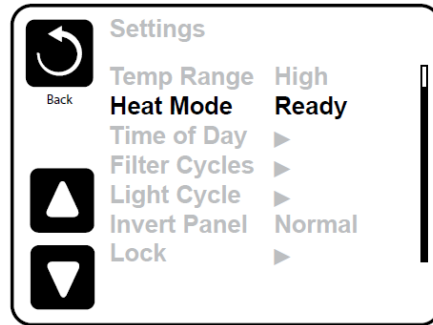 Settings
Back
Temp Range High
Heat Mode Ready
Time of Day ▶
Filter Cycles ▶
Light Cycle ▶
Invert Panel Normal
Lock ▶